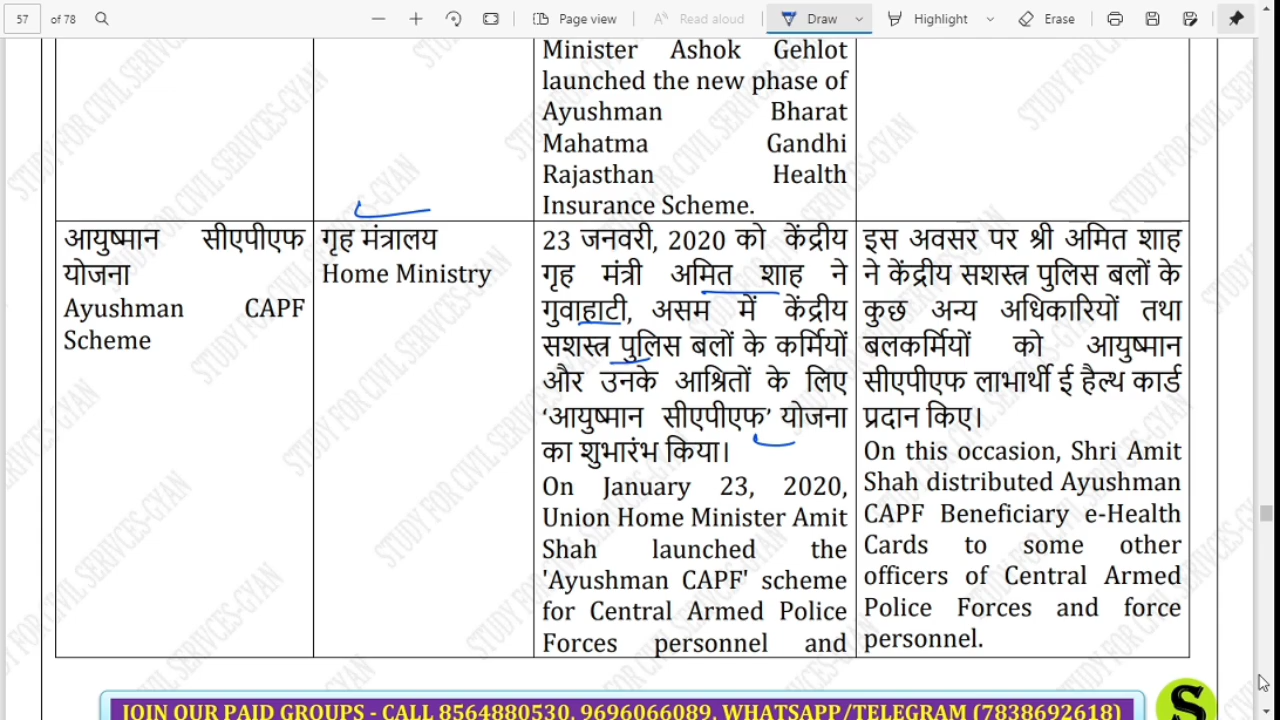 57 of 78
Page view
Read aloud
Draw
Highlight
Erase
Minister Ashok Gehlot
launched the new phase of
Ayushman Bharat
Mahatma Gandhi
Rajasthan Health
Insurance Scheme.
आयुष्मान सीएपीएफ
योजना
Ayushman CAPF
Scheme
गृह मंत्रालय
Home Ministry
23 जनवरी, 2020 को केंद्रीय
गृह मंत्री अमित शाह ने
गुवाहाटी, असम में केंद्रीय
सशस्त्र पुलिस बलों के कर्मियों
और उनके आश्रितों के लिए
‘आयुष्मान सीएपीएफ’ योजना
का शुभारंभ किया।
On January 23, 2020,
Union Home Minister Amit
Shah launched the
'Ayushman CAPF' scheme
for Central Armed Police
Forces personnel and
इस अवसर पर श्री अमित शाह
ने केंद्रीय सशस्त्र पुलिस बलों के
कुछ अन्य अधिकारियों तथा
बलकर्मियों को आयुष्मान
सीएपीएफ लाभार्थी ई हैल्थ कार्ड
प्रदान किए।
On this occasion, Shri Amit
Shah distributed Ayushman
CAPF Beneficiary e-Health
Cards to some other
officers of Central Armed
Police Forces and force
personnel.
STUDY FOR CIVIL SERIVCES-GYAN
JOIN OUR PAID GROUPS - CALL 8564880530, 9696066089, WHATSAPP/TELEGRAM (7838692618)
S